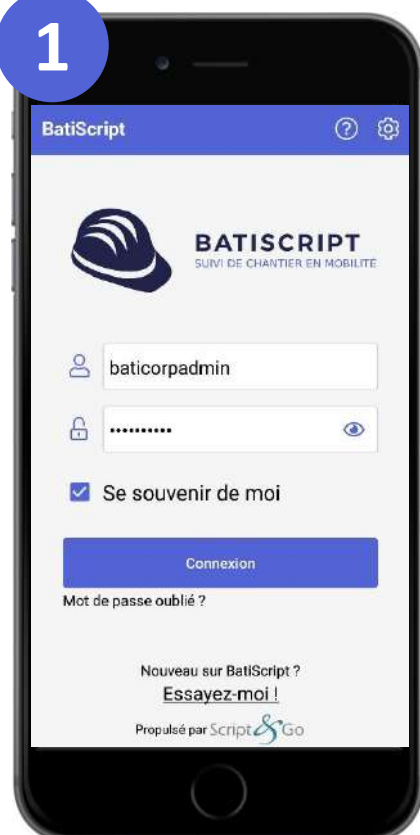 1
BatiScript
BATISCRIPT
SUIVI DE CHANTIER EN MOBILITÉ
baticorpadmin
••••••••••
Se souvenir de moi
Connexion
Mot de passe oublié ?
Nouveau sur BatiScript ?
Essayez-moi !
Propulsé par Script&Go